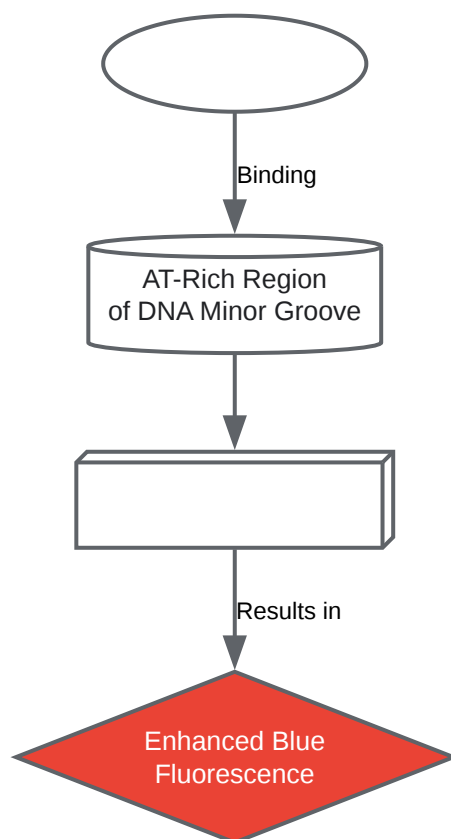 Binding
AT-Rich Region
of DNA Minor Groove
Results in
Enhanced Blue
Fluorescence